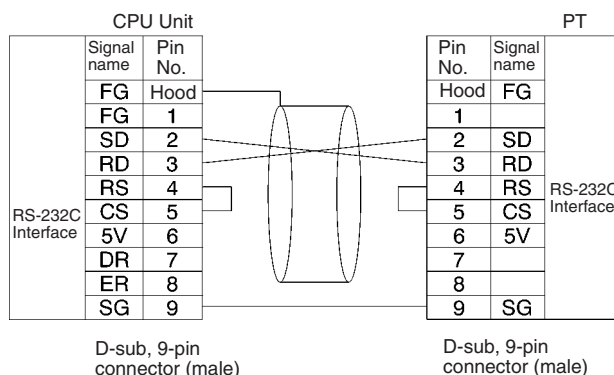 CPU Unit
PT
Signal name
Pin No.
Pin No.
Signal name
FG Hood
Hood FG
FG 1
1
SD 2
2 SD
RD 3
3 RD
RS 4
4 RS
RS-232C Interface
CS 5
5 CS
RS-232C Interface
5V 6
6 5V
DR 7
7
ER 8
8
SG 9
9 SG
D-sub, 9-pin
connector (male)
D-sub, 9-pin
connector (male)